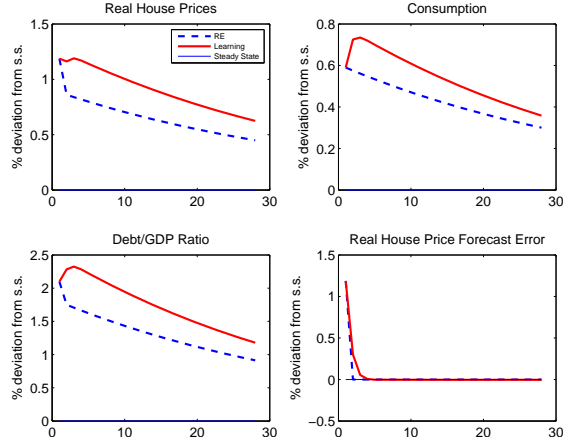 Real House Prices
% deviation from s.s.
1.5
1
0.5
0
0 10 20 30
RE
Learning
Steady State
Consumption
% deviation from s.s.
0.8
0.6
0.4
0.2
0
0 10 20 30
Debt/GDP Ratio
% deviation from s.s.
2.5
2
1.5
1
0.5
0
0 10 20 30
Real House Price Forecast Error
% deviation from s.s.
1.5
1
0.5
0
−0.5
0 10 20 30